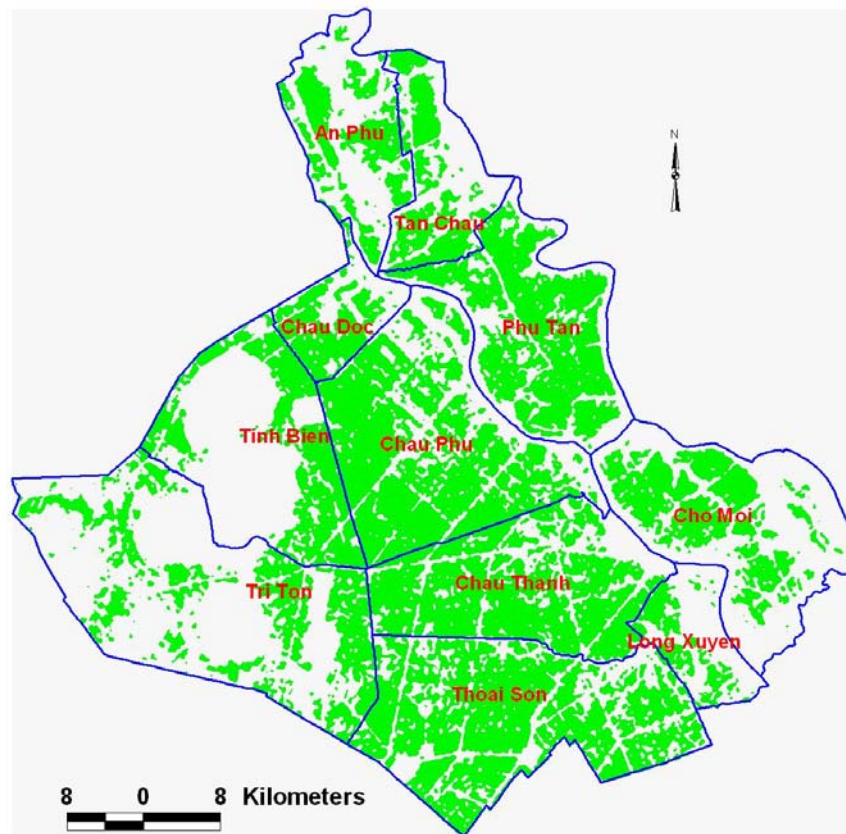 An Phu
N
Tan Chau
Chau Doc
Phu Tan
Tinh Bien
Chau Phu
Cho Moi
Tri Ton
Chau Thanh
Long Xuyen
Thoai Son
8 0 8 Kilometers